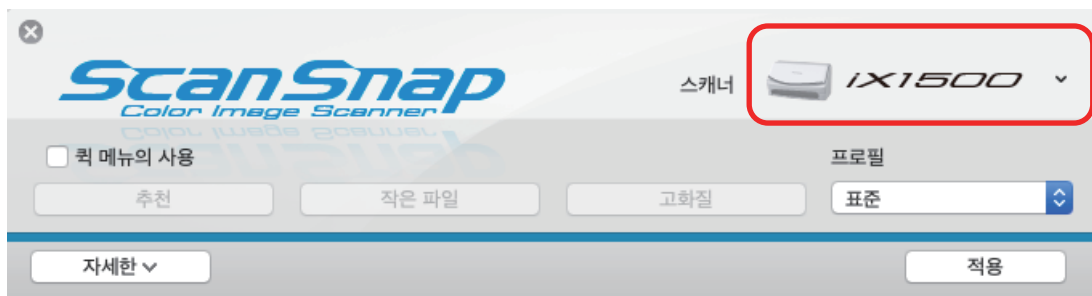 ScanSnap
Color Image Scanner
스캐너 iX1500
퀵 메뉴의 사용
프로필
추천 작은 파일 고화질 표준
자세한 적용